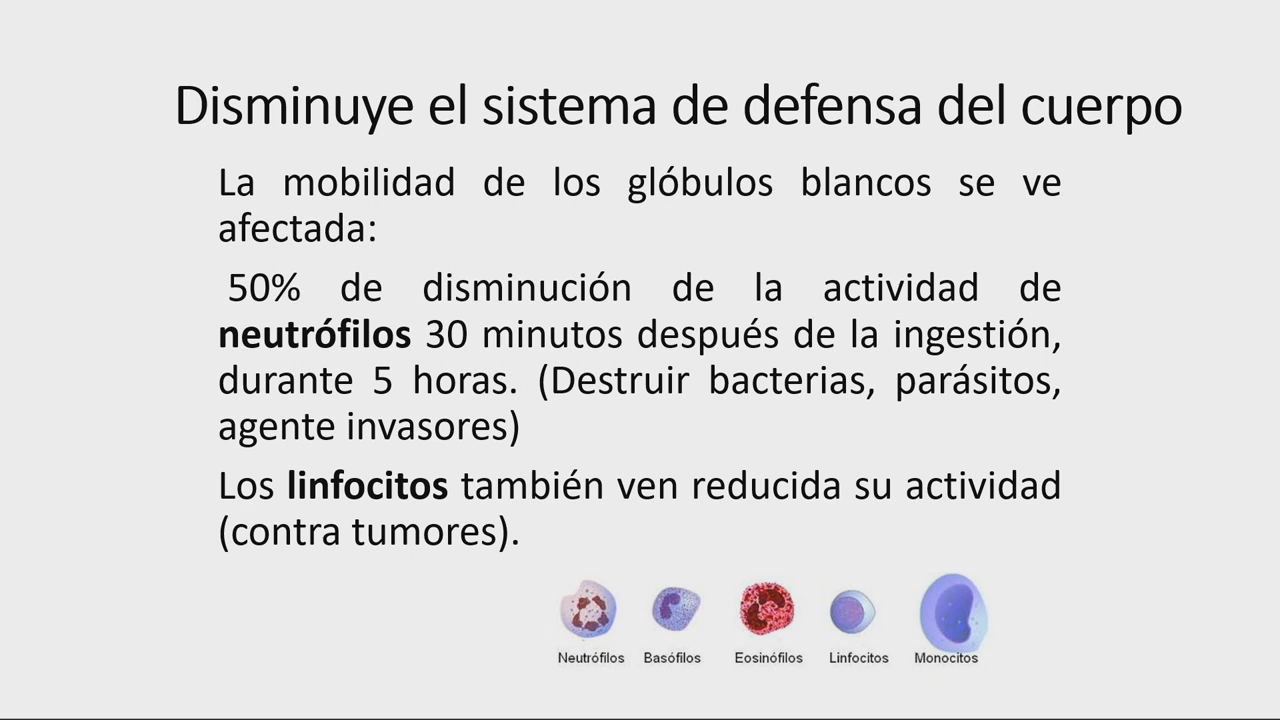 Disminuye el sistema de defensa del cuerpo
La mobilidad de los glóbulos blancos se ve
afectada:
50% de disminución de la actividad de
neutrófilos 30 minutos después de la ingestión,
durante 5 horas. (Destruir bacterias, parásitos,
agente invasores)
Los linfocitos también ven reducida su actividad
(contra tumores).
Neutrófilos Basófilos Eosinófilos Linfocitos Monocitos